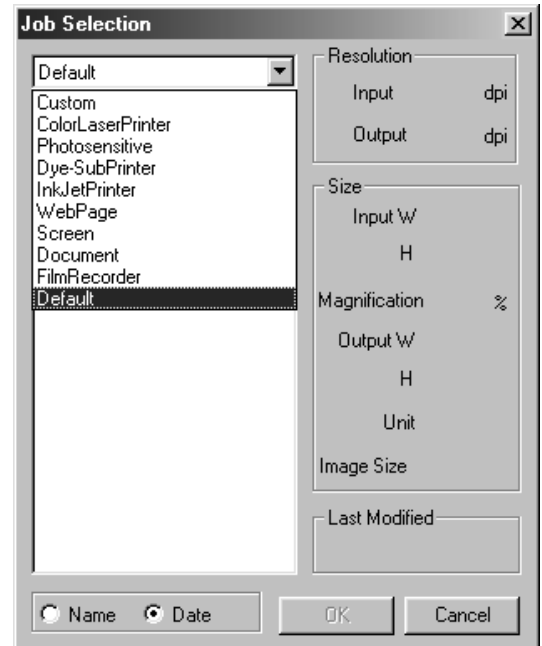 Job Selection
Default
Custom
ColorLaserPrinter
Photosensitive
Dye-SubPrinter
InkJetPrinter
WebPage
Screen
Document
FilmRecorder
Default
Resolution
Input dpi
Output dpi
Size
Input W
H
Magnification %
Output W
H
Unit
Image Size
Last Modified
Name Date
OK Cancel